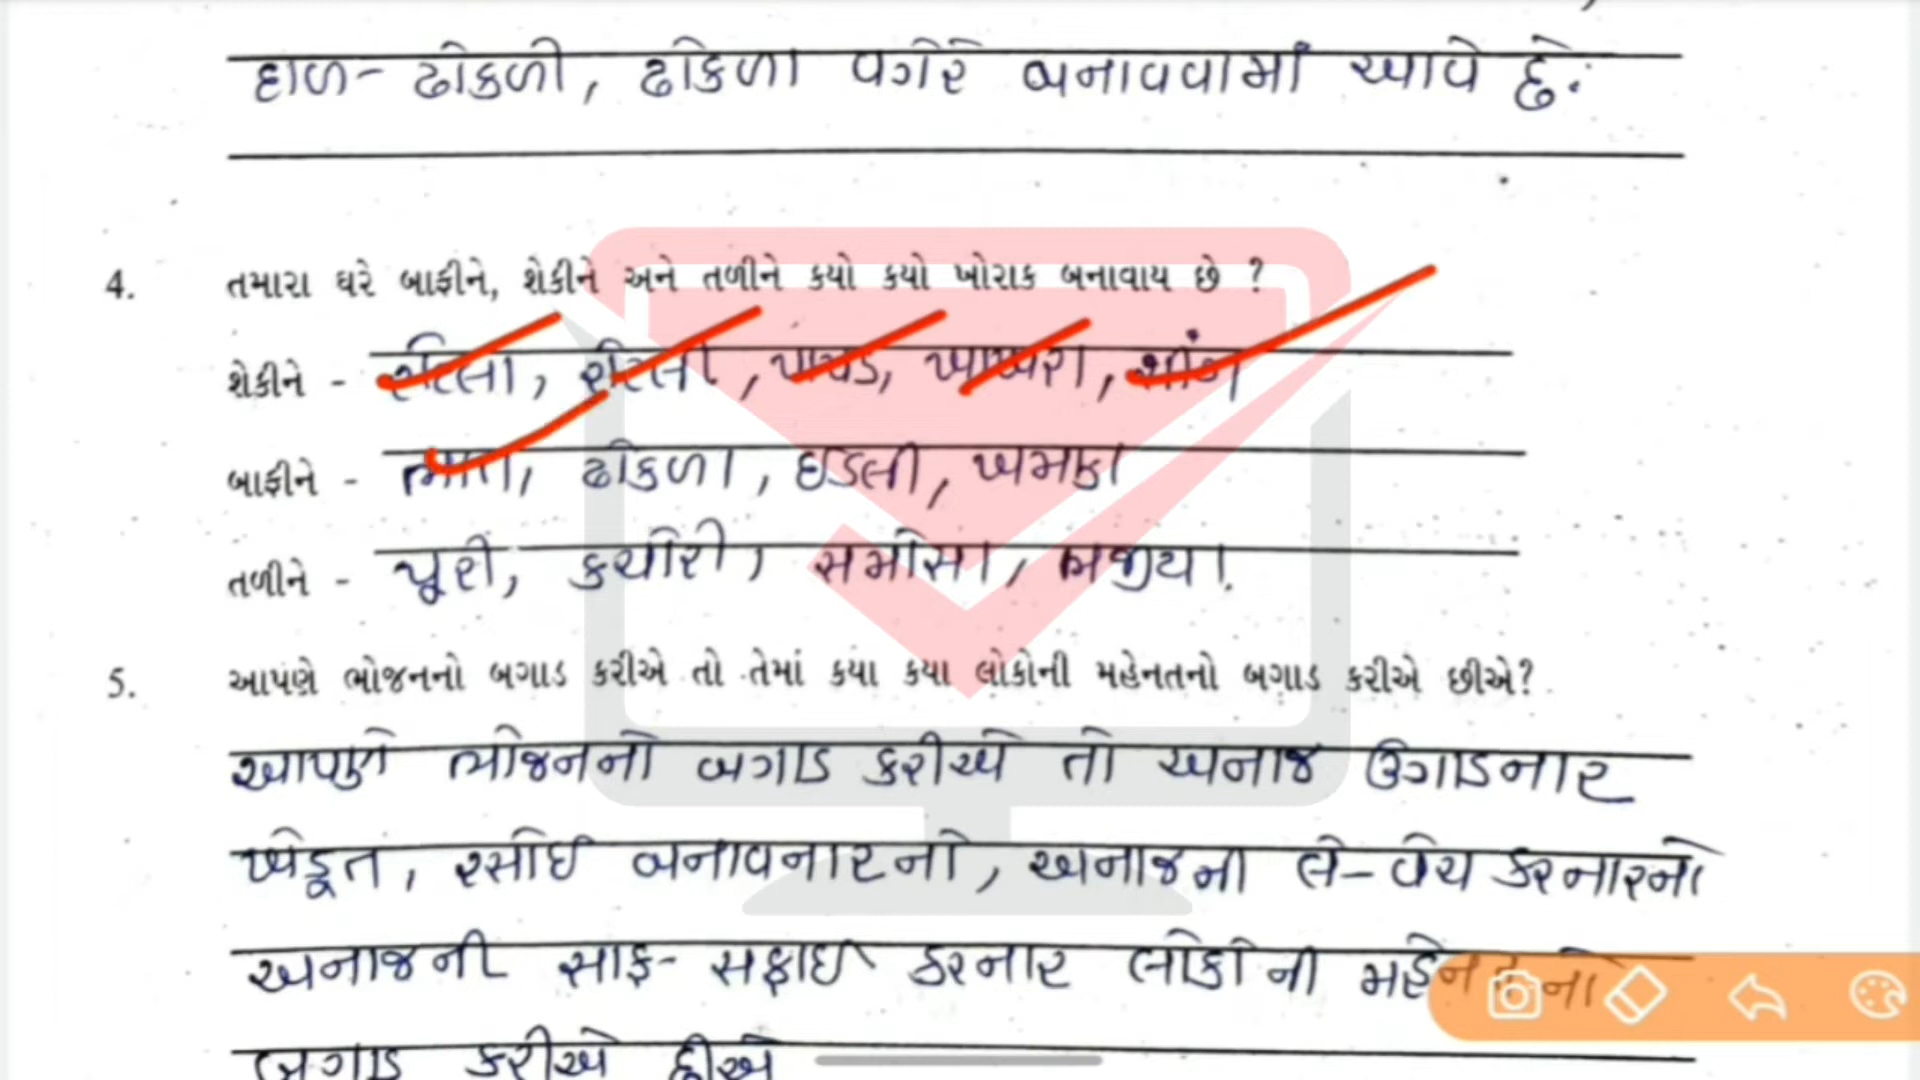 દાળ- ઢોકળી, ઢોકળા વગેરે બનાવવામાં આવે છે.
4. તમારા ઘરે બાફીને, શેકીને અને તળીને કયો કયો ખોરાક બનાવાય છે ?
શેકીને - રોટલા, રોટલી, પાપડ, ખાખરા, શીંગ
બાફીને - ભાત, ઢોકળા, ઇડલી, ખમણ
તળીને - પૂરી, કચોરી, સમોસા, ભજીયા.
5. આપણે ભોજનનો બગાડ કરીએ તો તેમાં કયા કયા લોકોની મહેનતનો બગાડ કરીએ છીએ?
આપણે ભોજનનો બગાડ કરીએ તો અનાજ ઉગાડનાર
ખેડૂત, રસોઈ બનાવનારનો, અનાજની લે-વેચ કરનારનો
અનાજની સાફ- સફાઈ કરનાર લોકોની મહેનતનો
બગાડ કરીએ છીએ